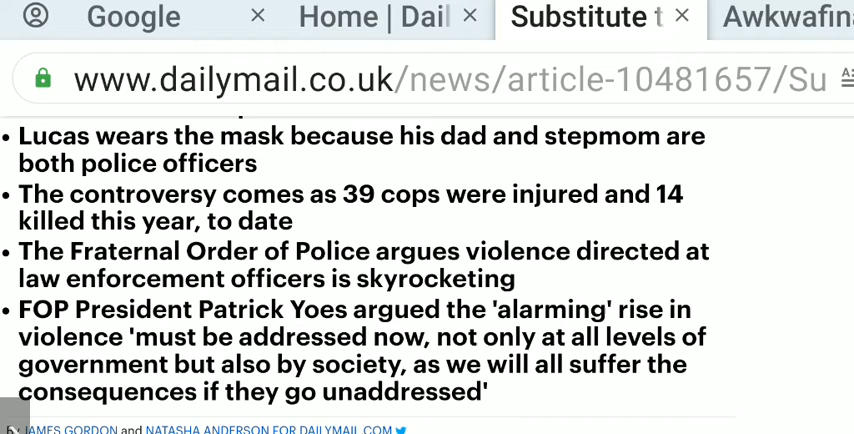 Google × Home | Dail × Substitute t × Awkwafina
www.dailymail.co.uk/news/article-10481657/Su
• Lucas wears the mask because his dad and stepmom are
both police officers
• The controversy comes as 39 cops were injured and 14
killed this year, to date
• The Fraternal Order of Police argues violence directed at
law enforcement officers is skyrocketing
• FOP President Patrick Yoes argued the 'alarming' rise in
violence 'must be addressed now, not only at all levels of
government but also by society, as we will all suffer the
consequences if they go unaddressed'
By JAMES GORDON and NATASHA ANDERSON FOR DAILYMAIL.COM